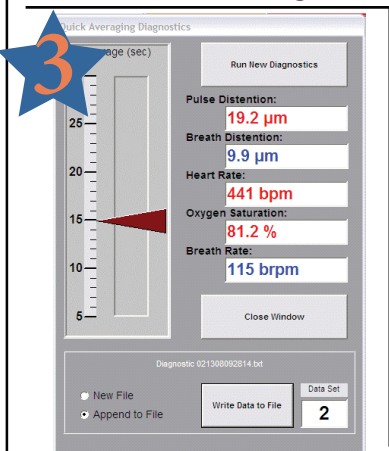 Quick Averaging Diagnostics
3
(sec)
Run New Diagnostics
25
20
15
10
5
Pulse Distention:
19.2 µm
Breath Distention:
9.9 µm
Heart Rate:
441 bpm
Oxygen Saturation:
81.2 %
Breath Rate:
115 brpm
Close Window
Diagnostic 021308092814.txt
New File
Append to File
Write Data to File
Data Set
2